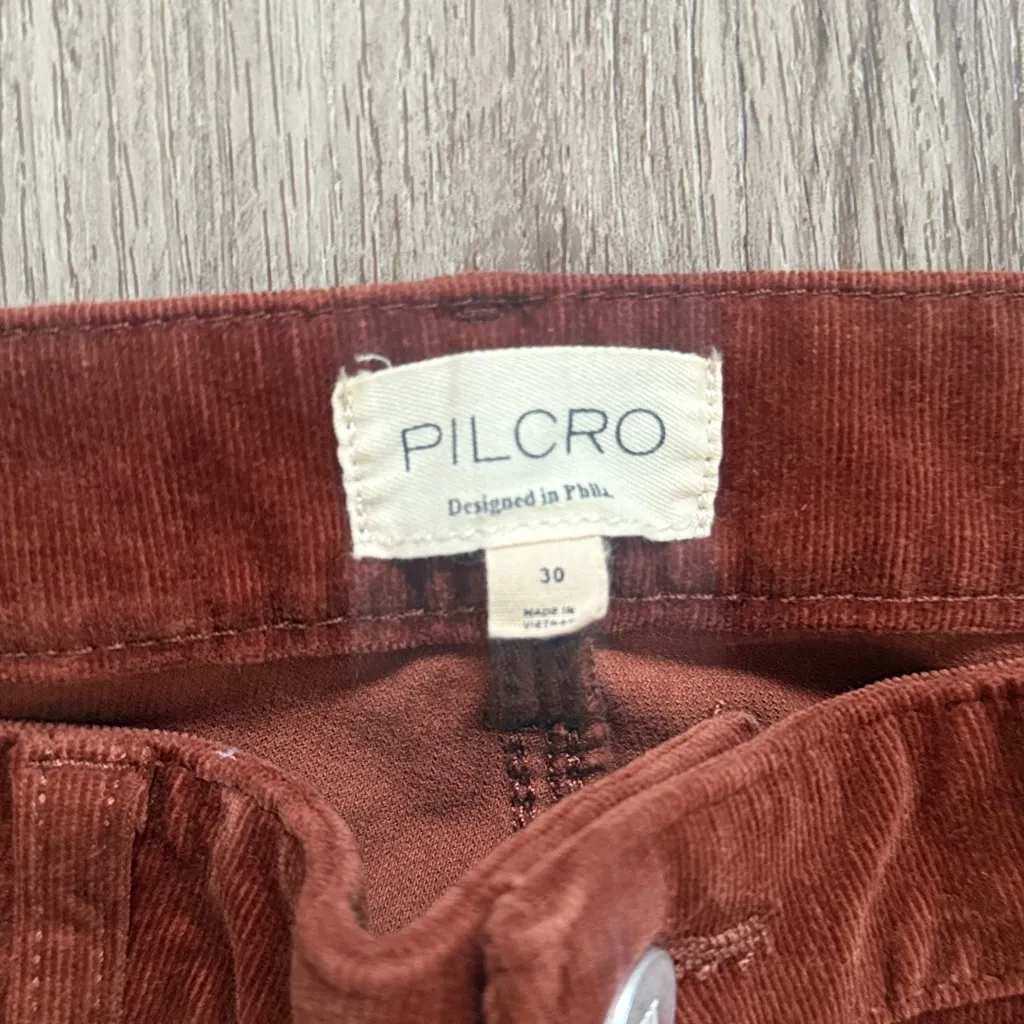 PILCRO
Designed in Phila.
30
MADE IN
VIETNAM